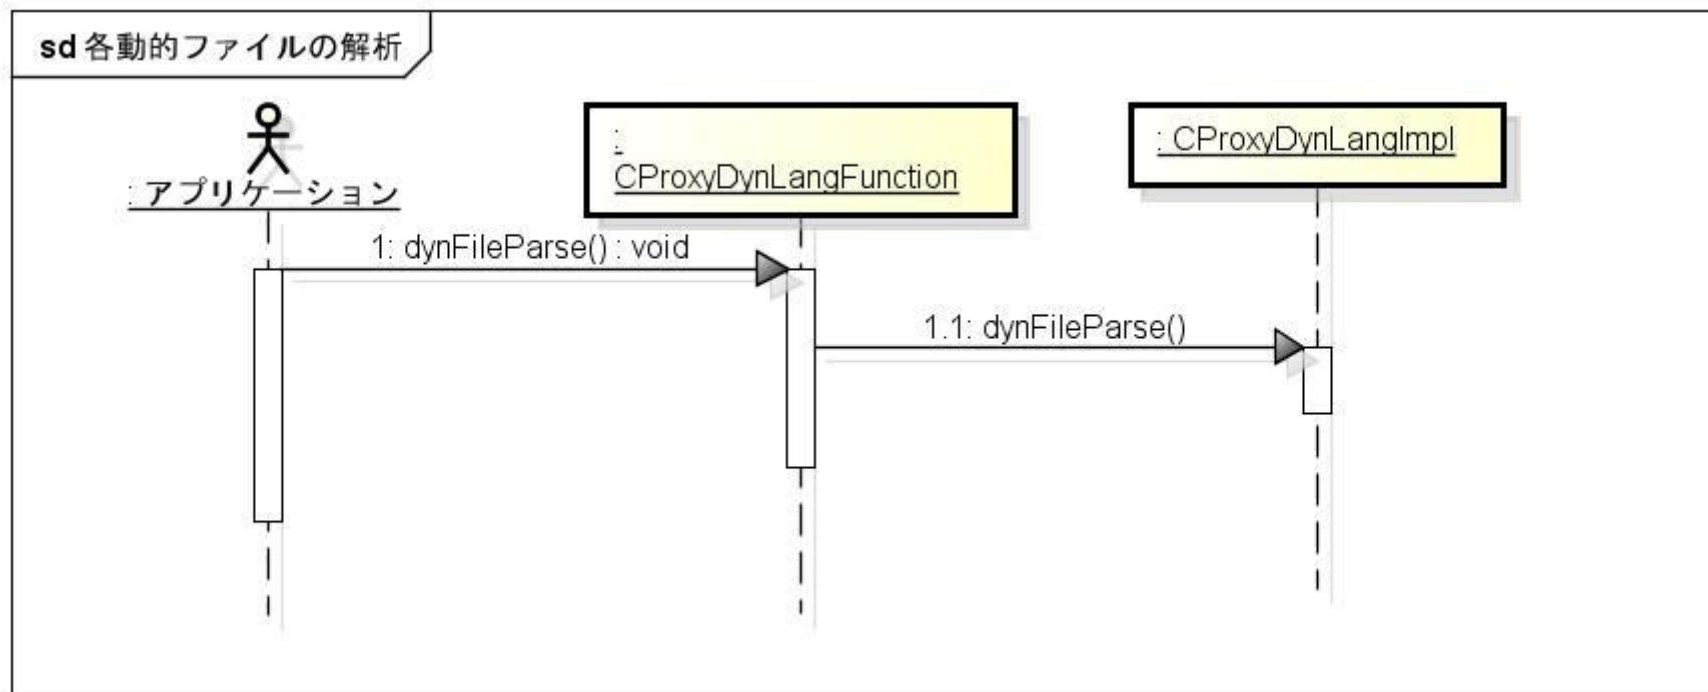 sd 各動的ファイルの解析
: アプリケーション
:
CProxyDynLangFunction
: CProxyDynLangImpl
1: dynFileParse() : void
1.1: dynFileParse()